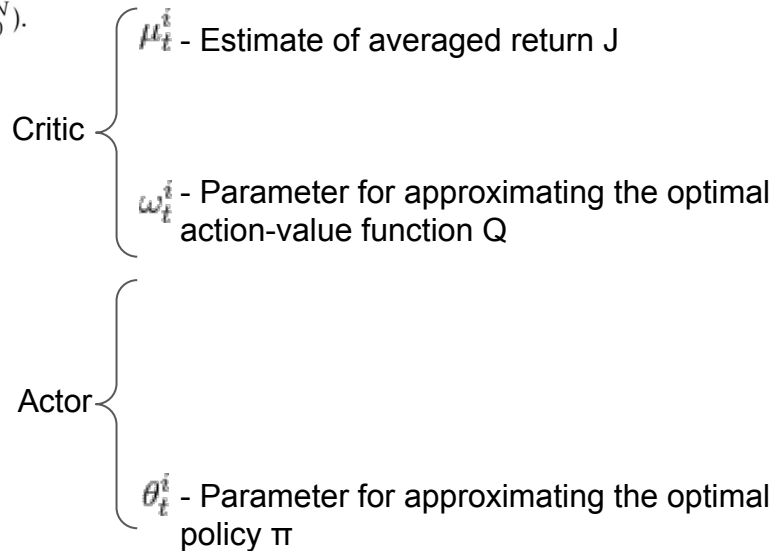 ).
μ_t^i - Estimate of averaged return J
Critic
ω_t^i - Parameter for approximating the optimal
action-value function Q
Actor
θ_t^i - Parameter for approximating the optimal
policy π